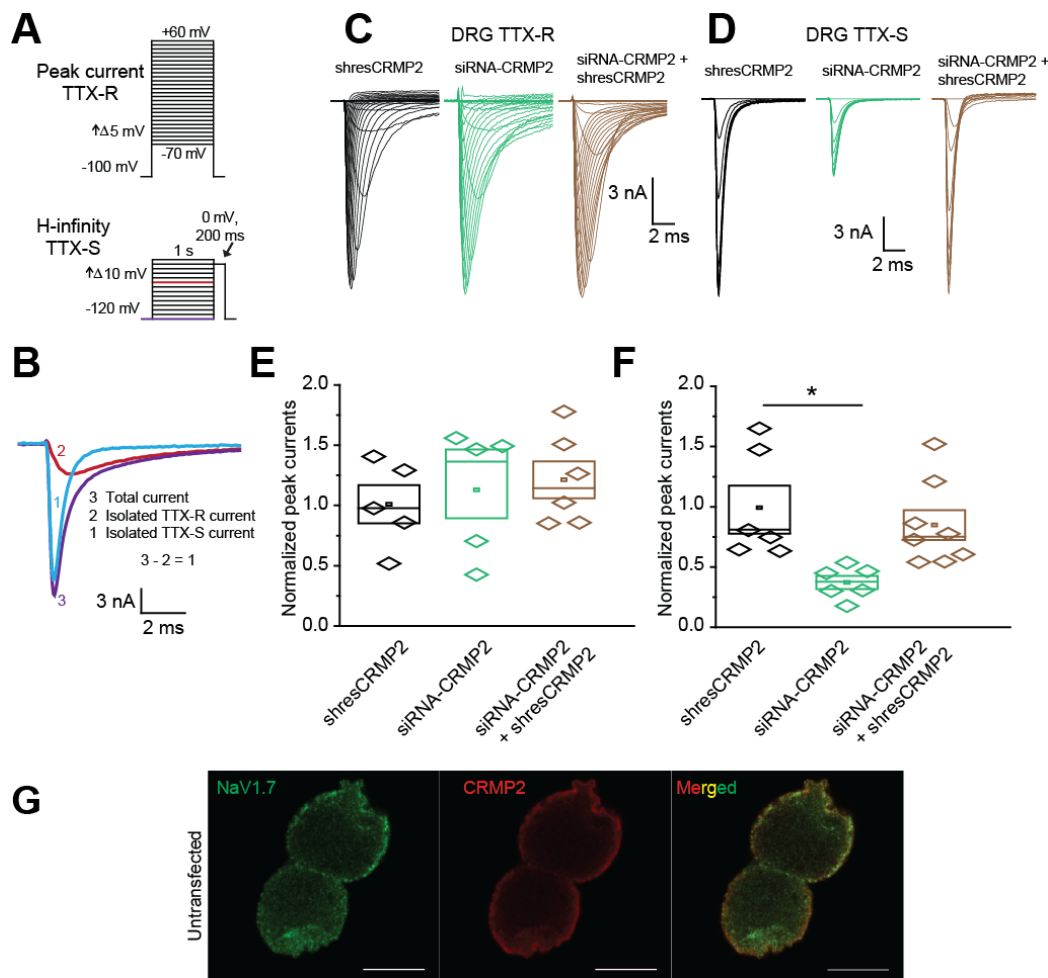 A
+60 mV
Peak current
TTX-R
↑Δ5 mV
-70 mV
-100 mV
H-infinity
TTX-S
0 mV,
200 ms
1 s
↑Δ10 mV
-120 mV
B
2
1
3 Total current
2 Isolated TTX-R current
1 Isolated TTX-S current
3 - 2 = 1
3
3 nA
2 ms
C
DRG TTX-R
shresCRMP2
siRNA-CRMP2
siRNA-CRMP2 +
shresCRMP2
3 nA
2 ms
D
DRG TTX-S
shresCRMP2
siRNA-CRMP2
siRNA-CRMP2 +
shresCRMP2
3 nA
2 ms
E
Normalized peak currents
2.0
1.5
1.0
0.5
0.0
shresCRMP2
siRNA-CRMP2
siRNA-CRMP2
+ shresCRMP2
F
Normalized peak currents
2.0
1.5
1.0
0.5
0.0
*
shresCRMP2
siRNA-CRMP2
siRNA-CRMP2
+ shresCRMP2
G
Untransfected
NaV1.7
CRMP2
Merged